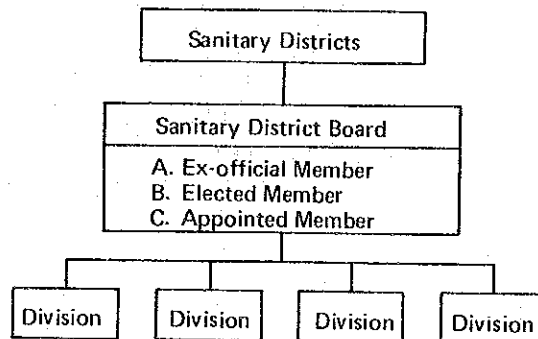 Sanitary Districts
Sanitary District Board
A. Ex-official Member
B. Elected Member
C. Appointed Member
Division Division Division Division